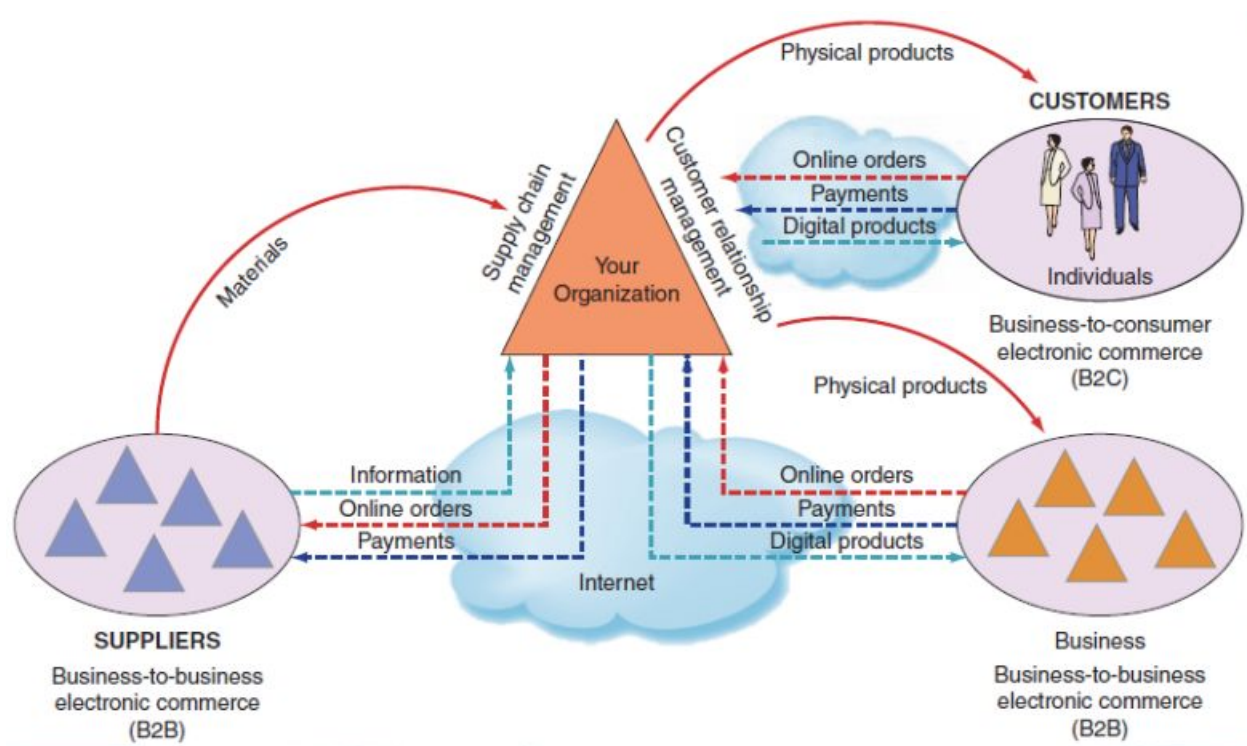 Physical products
CUSTOMERS
Online orders
Payments
Digital products
Individuals
Business-to-consumer
electronic commerce
(B2C)
Supply chain
management
Customer relationship
management
Your
Organization
Materials
Physical products
Information
Online orders
Payments
Internet
Online orders
Payments
Digital products
SUPPLIERS
Business-to-business
electronic commerce
(B2B)
Business
Business-to-business
electronic commerce
(B2B)